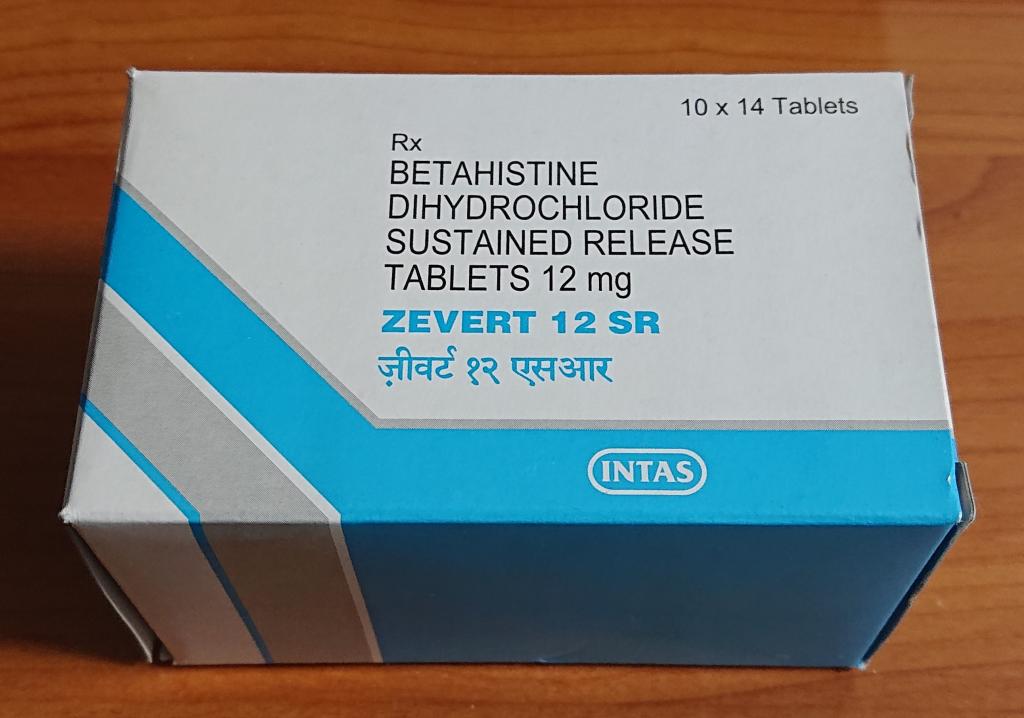 10 x 14 Tablets
Rx
BETAHISTINE
DIHYDROCHLORIDE
SUSTAINED RELEASE
TABLETS 12 mg
ZEVERT 12 SR
ज़ीवर्ट १२ एसआर
INTAS